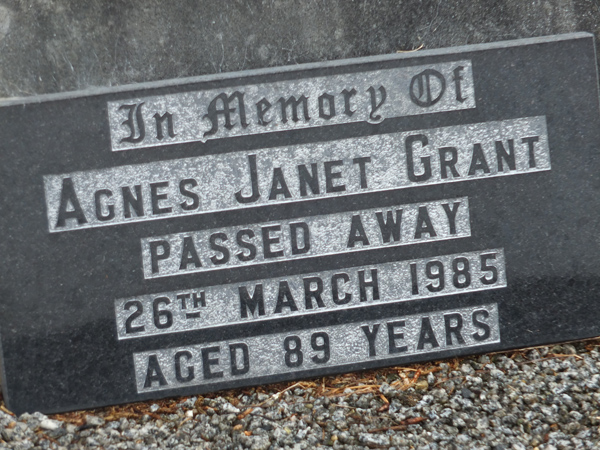 In Memory Of
AGNES JANET GRANT
PASSED AWAY
26TH MARCH 1985
AGED 89 YEARS